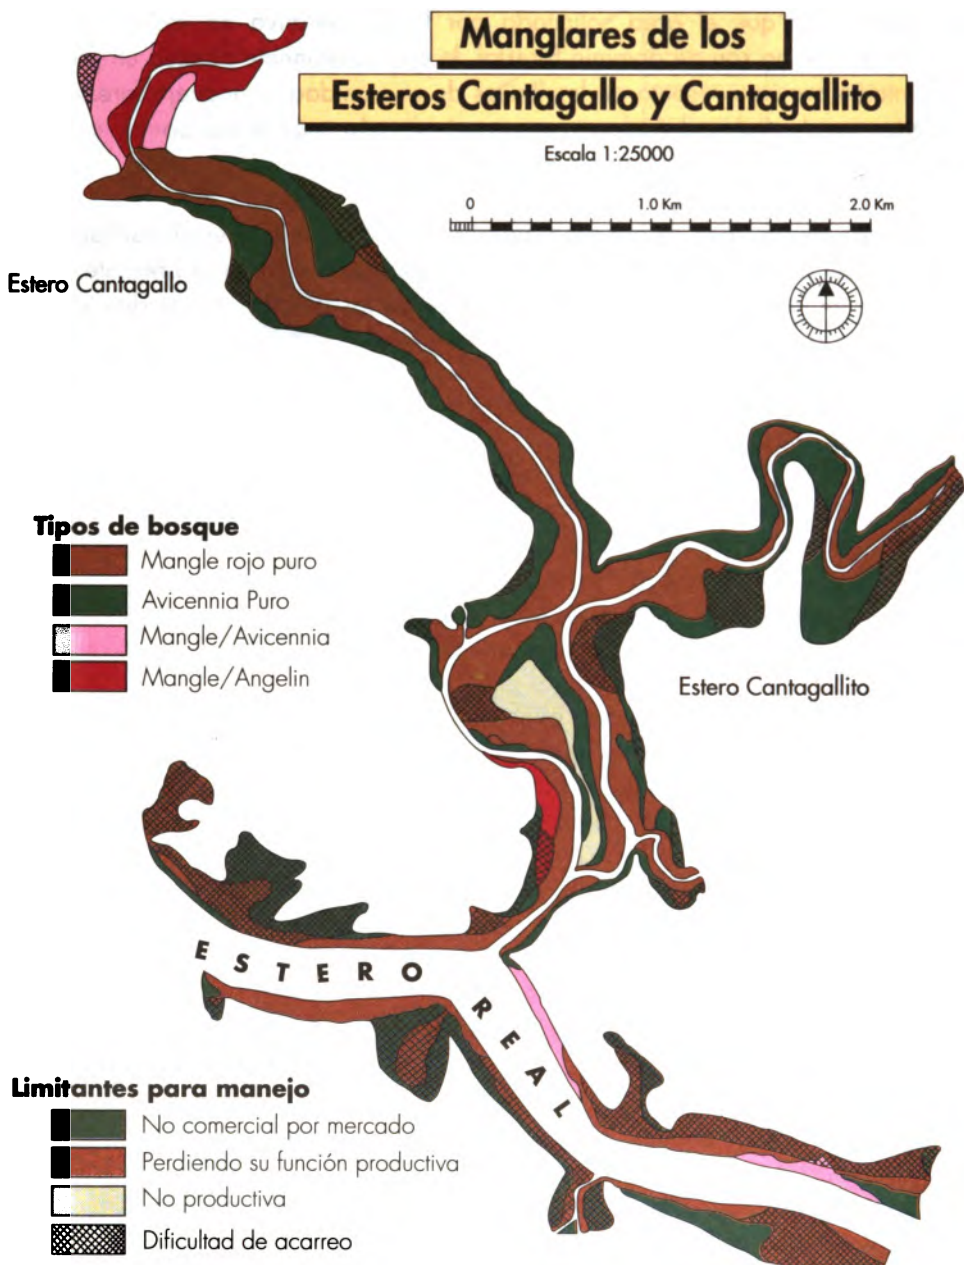 Manglares de los
Esteros Cantagallo y Cantagallito
Escala 1:25000
0 1.0 Km 2.0 Km
Estero Cantagallo
Tipos de bosque
Mangle rojo puro
Avicennia Puro
Mangle/Avicennia
Mangle/Angelin
Estero Cantagallito
ESTERO REAL
Limitantes para manejo
No comercial por mercado
Perdiendo su función productiva
No productiva
Dificultad de acarreo